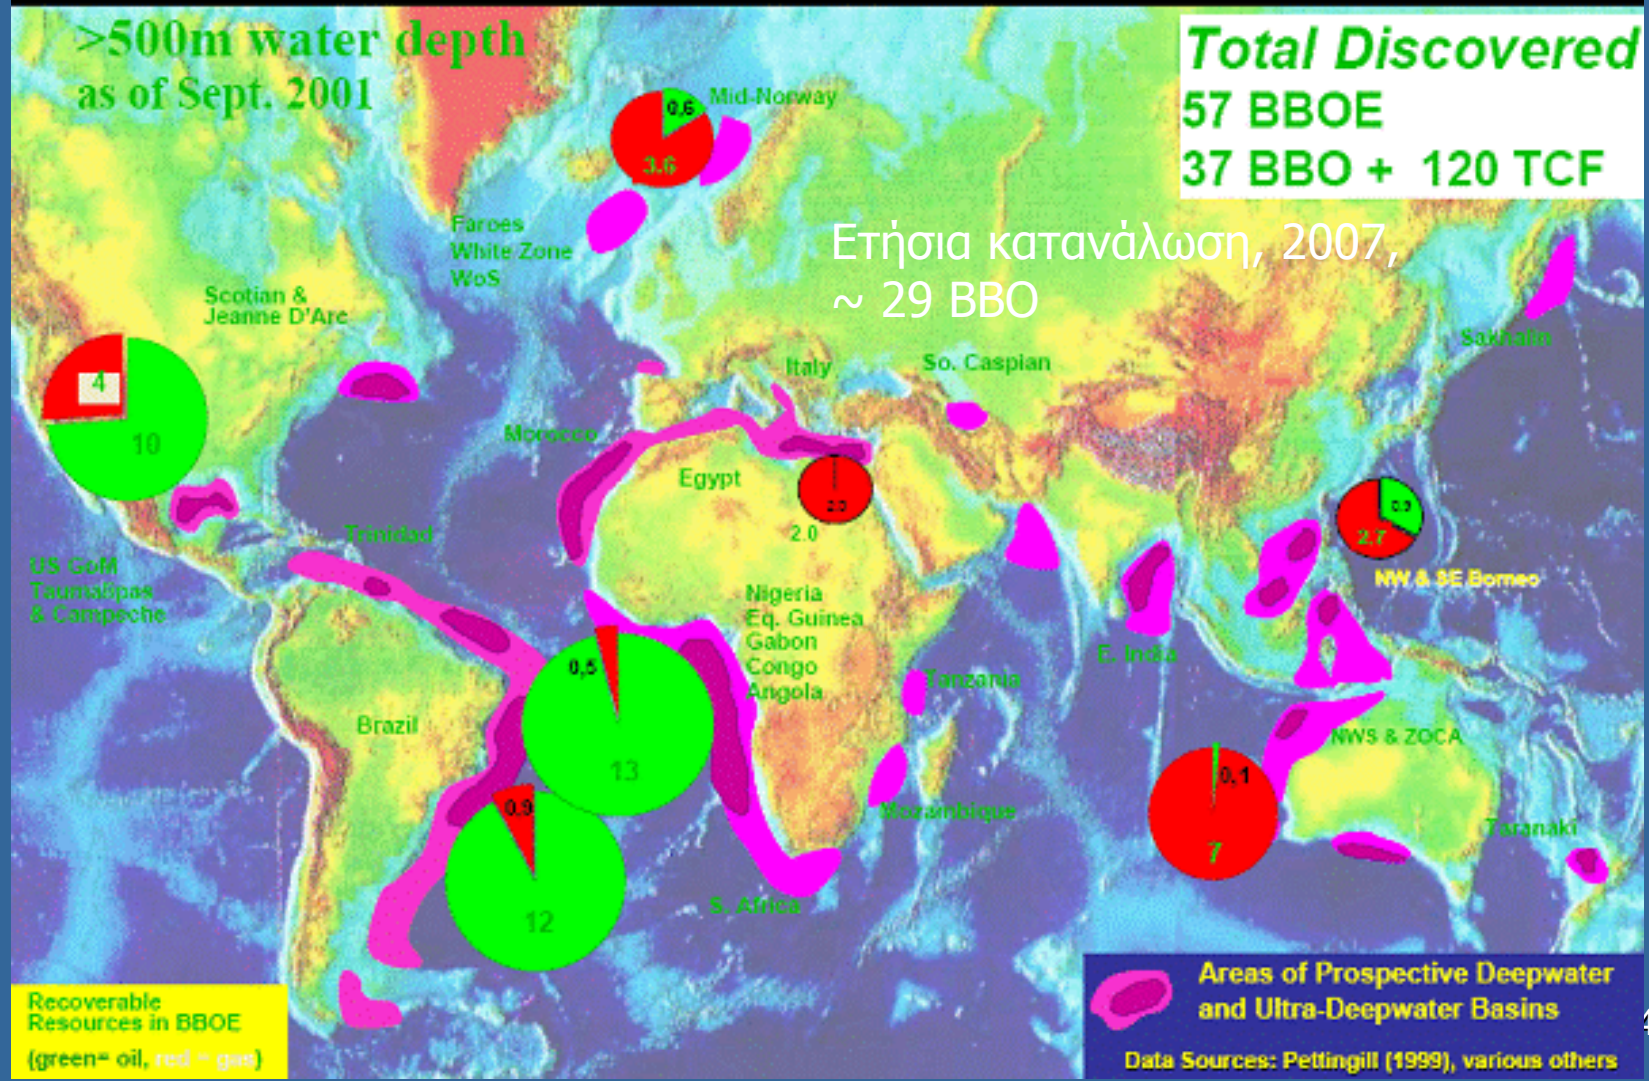 >500m water depth
as of Sept. 2001
Total Discovered
57 BBOE
37 BBO + 120 TCF
Mid-Norway
0,6
3.6
Faroes
White Zone
WoS
Ετήσια κατανάλωση, 2007,
~ 29 BBO
Scotian &
Jeanne D'Arc
Sakhalin
Italy
So. Caspian
4
10
Morocco
Egypt
2.0
2.7
NW & SE Borneo
Trinidad
US GoM
Taumalipas
& Campeche
Nigeria
Eq. Guinea
Gabon
Congo
Angola
0,5
13
E. India
Tanzania
Brazil
NWS & ZOCA
0,1
7
0,9
12
Mozambique
Taranaki
S. Africa
Recoverable
Resources in BBOE
(green= oil, red = gas)
Areas of Prospective Deepwater
and Ultra-Deepwater Basins
Data Sources: Pettingill (1999), various others